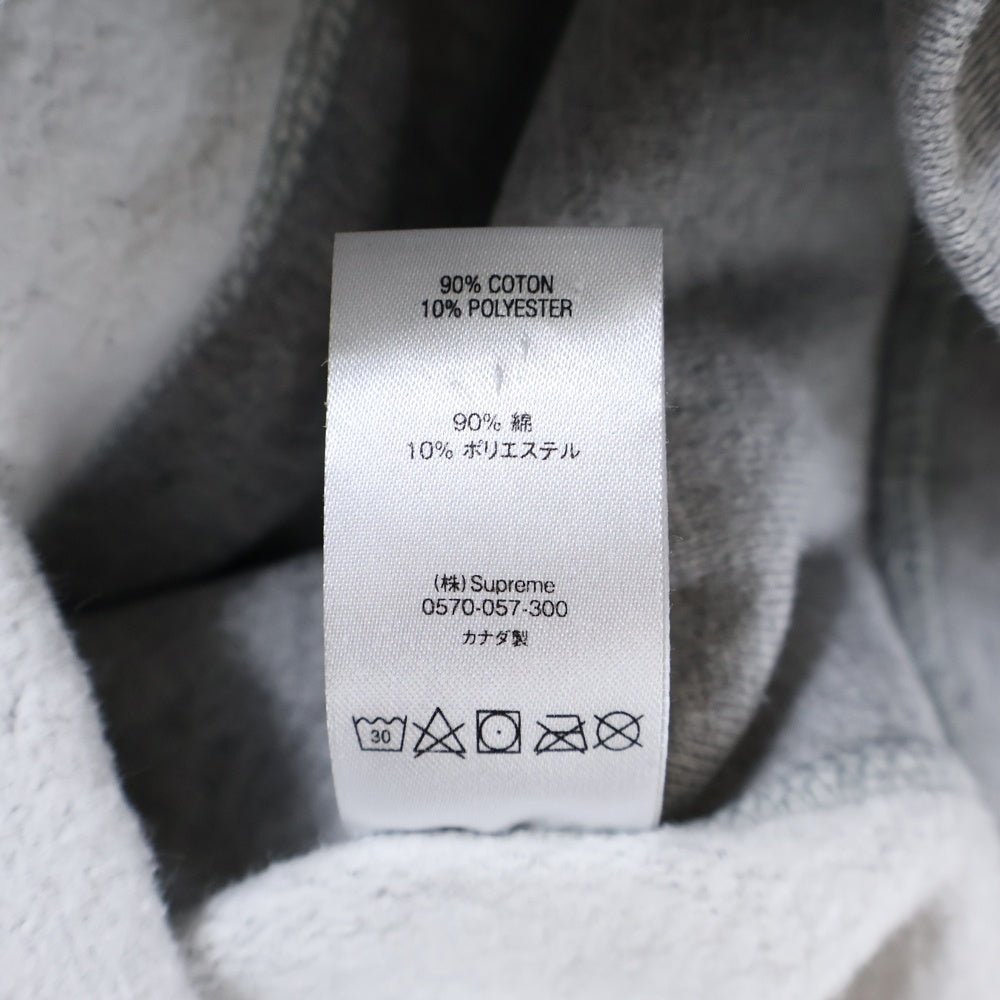 90% COTON
10% POLYESTER
90% 綿
10% ポリエステル
(株)Supreme
0570-057-300
カナダ製
30